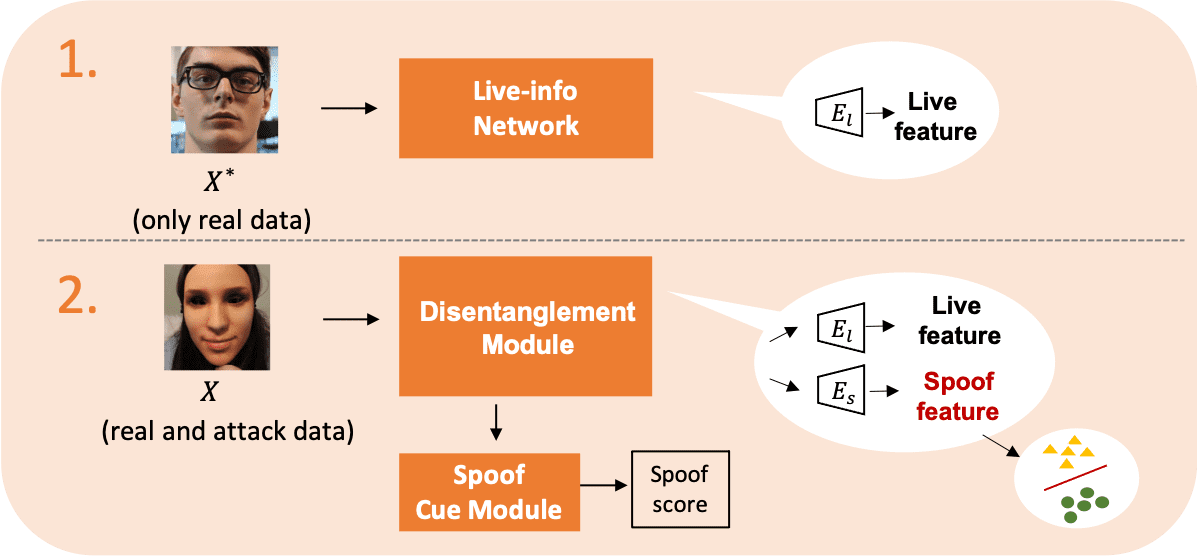 1.
X*
(only real data)
Live-info
Network
E_l
Live
feature
2.
X
(real and attack data)
Disentanglement
Module
E_l
Live
feature
E_s
Spoof
feature
Spoof
Cue Module
Spoof
score